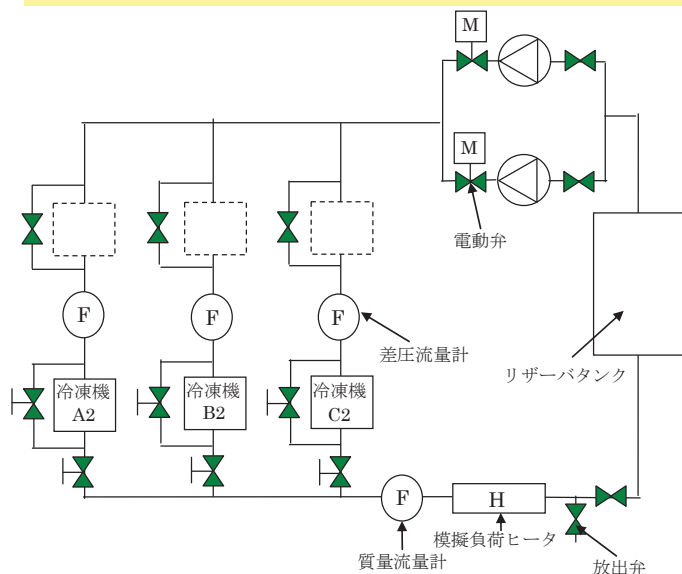 M
M
電動弁
F
F
F
差圧流量計
リザーバタンク
冷凍機
A2
冷凍機
B2
冷凍機
C2
F
H
模擬負荷ヒータ
質量流量計
放出弁